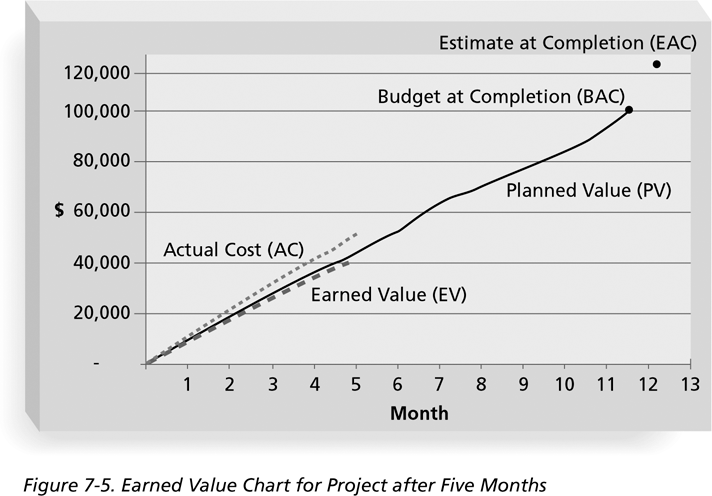 Estimate at Completion (EAC)
120,000
Budget at Completion (BAC)
100,000
80,000
Planned Value (PV)
$ 60,000
Actual Cost (AC)
40,000
Earned Value (EV)
20,000
-
1 2 3 4 5 6 7 8 9 10 11 12 13
Month
Figure 7-5. Earned Value Chart for Project after Five Months